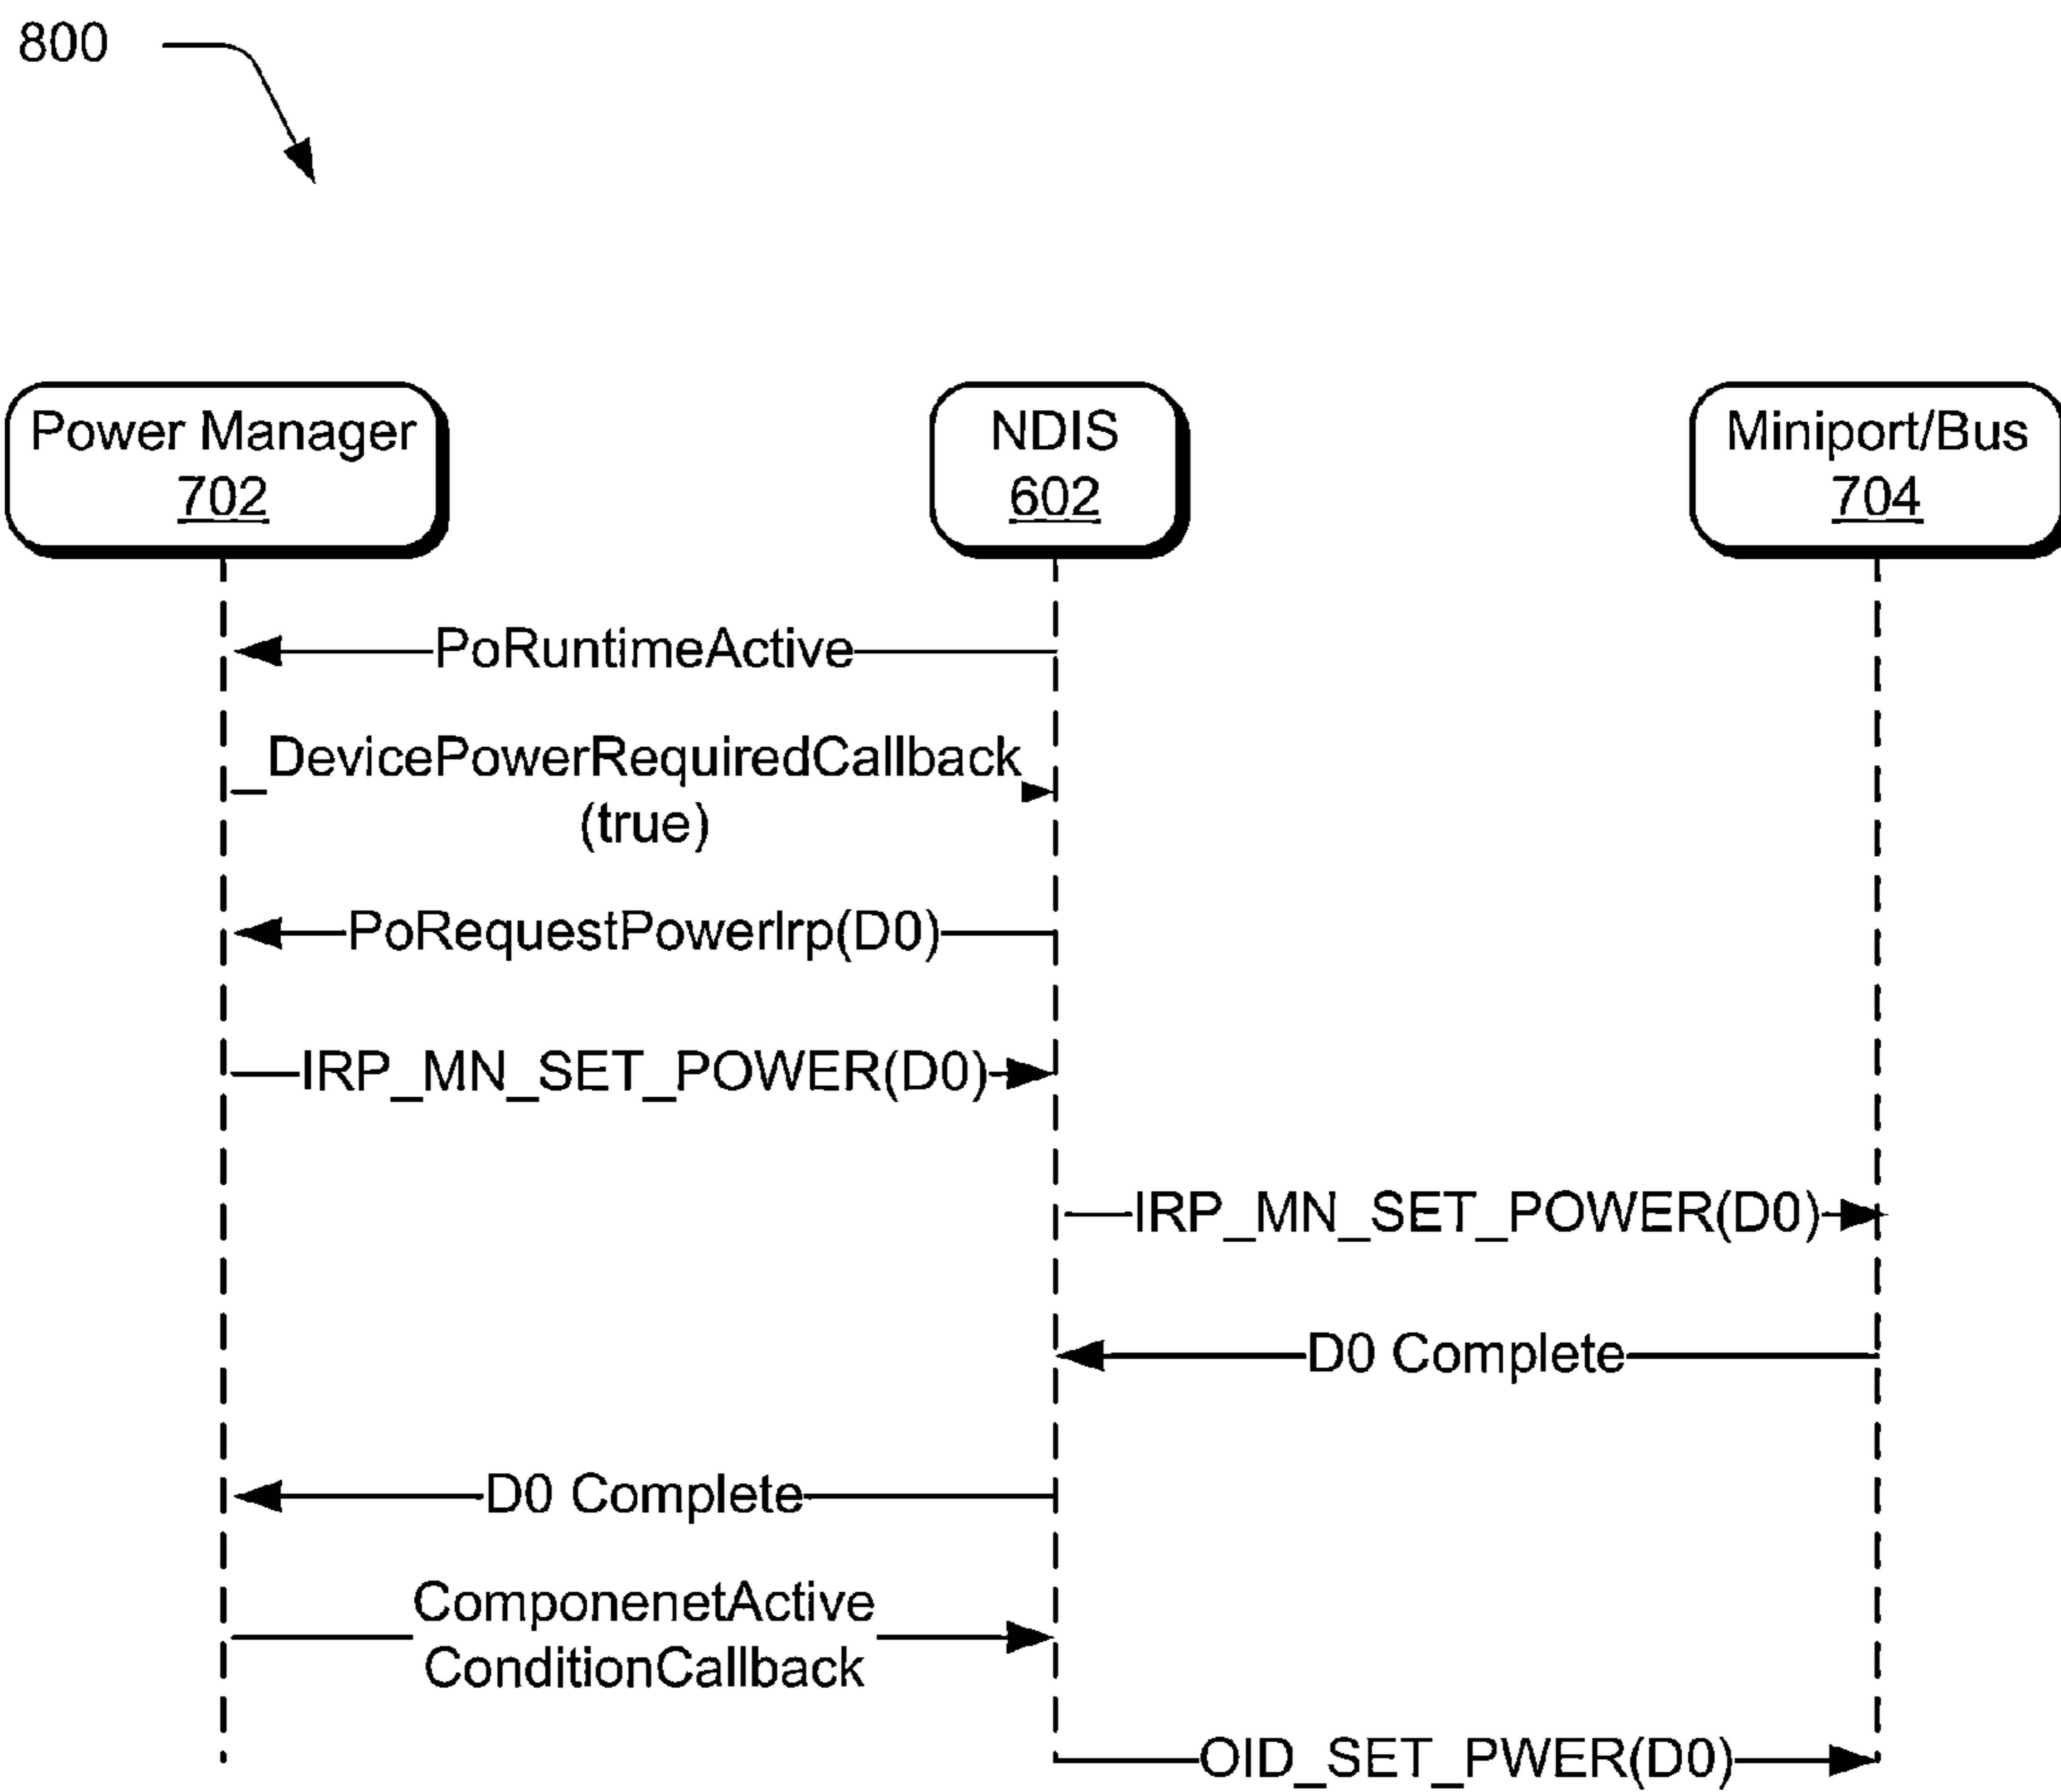 800
Power Manager
702
NDIS
602
Miniport/Bus
704
PoRuntimeActive
DevicePowerRequiredCallback
(true)
PoRequestPowerIrp(D0)
IRP_MN_SET_POWER(D0)
IRP_MN_SET_POWER(D0)
D0 Complete
D0 Complete
ComponenetActive
ConditionCallback
OID_SET_PWER(D0)